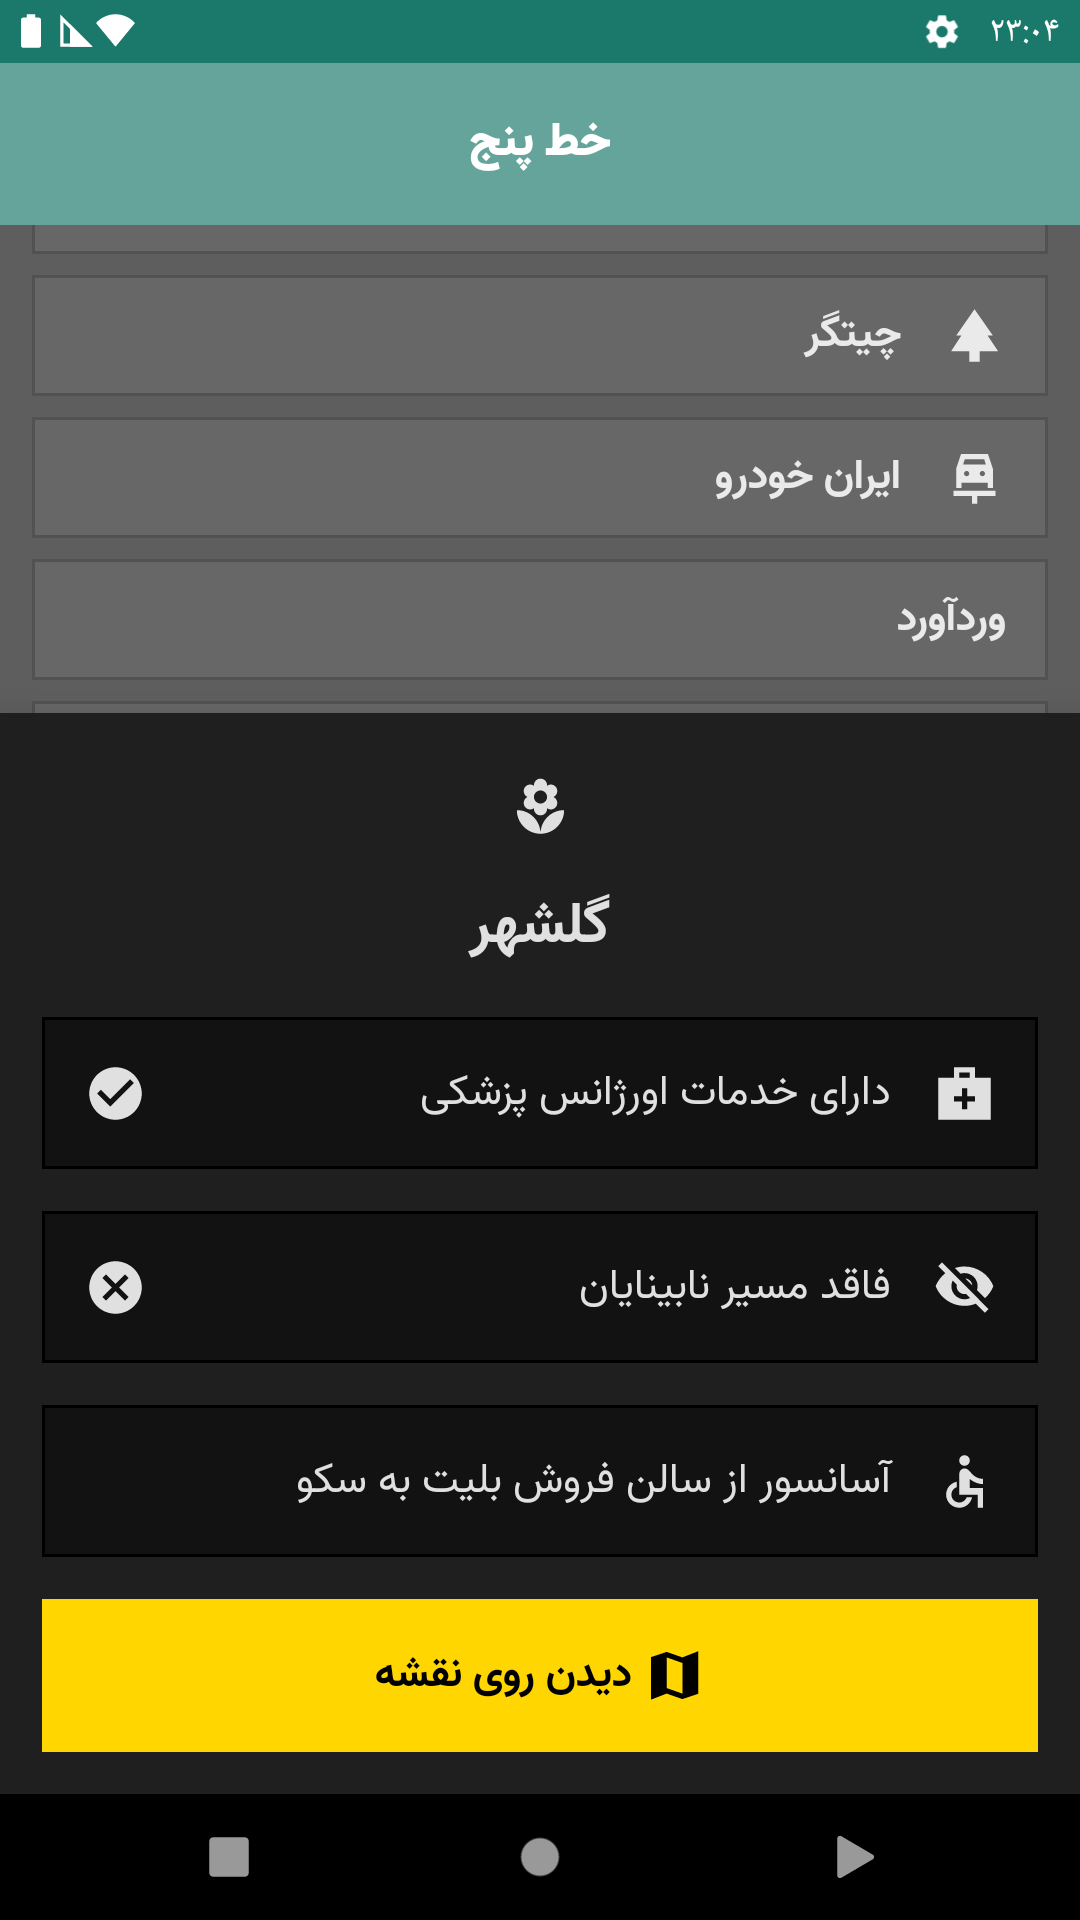 ۲۳:۰۴
خط پنج
چیتگر
ایران خودرو
وردآورد
گلشهر
دارای خدمات اورژانس پزشکی
فاقد مسیر نابینایان
آسانسور از سالن فروش بلیت به سکو
دیدن روی نقشه